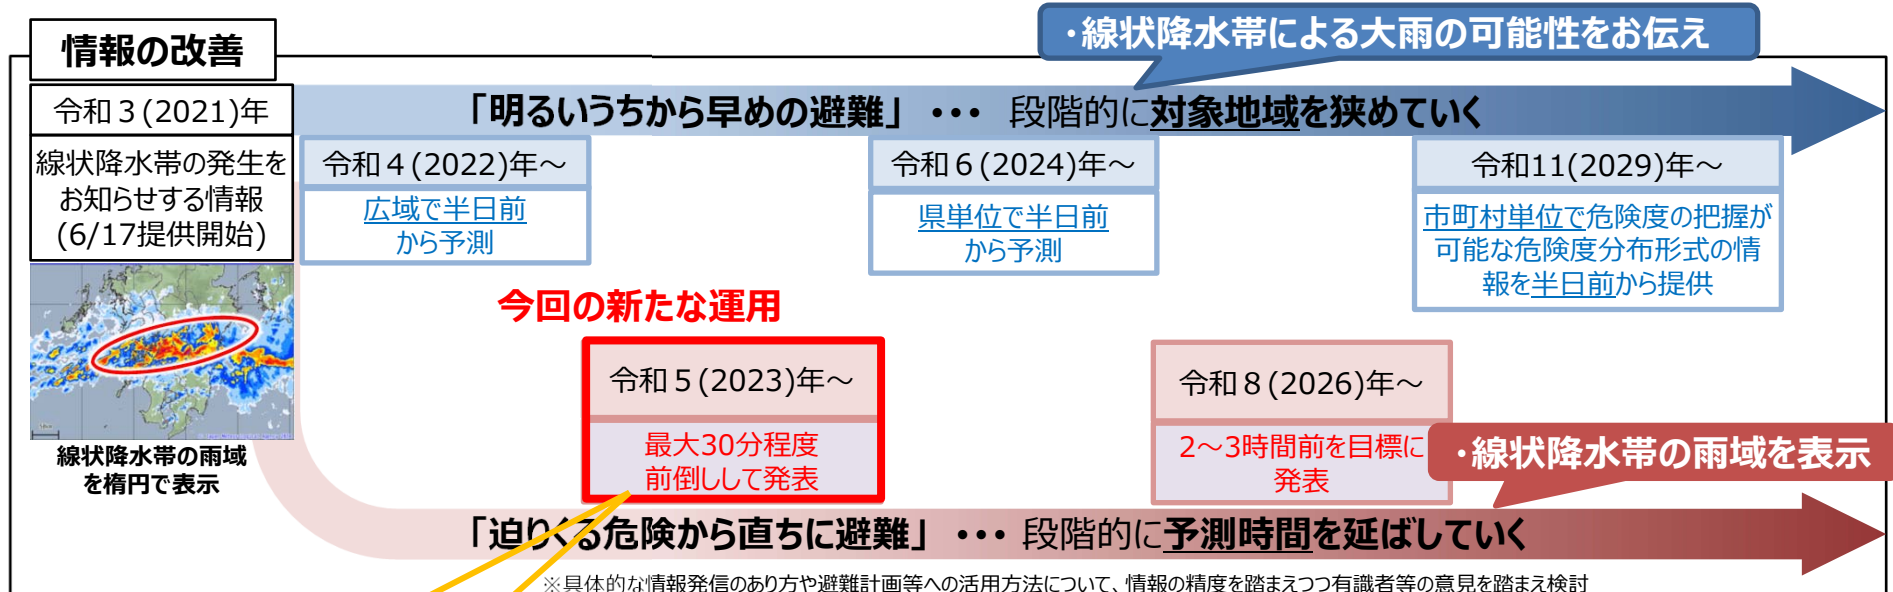 ・線状降水帯による大雨の可能性をお伝え
情報の改善
令和３(2021)年
「明るいうちから早めの避難」 ・・・ 段階的に対象地域を狭めていく
線状降水帯の発生を
お知らせする情報
(6/17提供開始)
令和４(2022)年～
広域で半日前
から予測
令和６(2024)年～
県単位で半日前
から予測
令和11(2029)年～
市町村単位で危険度の把握が
可能な危険度分布形式の情
報を半日前から提供
今回の新たな運用
令和５(2023)年～
最大30分程度
前倒しして発表
令和８(2026)年～
2～3時間前を目標に
発表
・線状降水帯の雨域を表示
線状降水帯の雨域
を楕円で表示
「迫りくる危険から直ちに避難」 ・・・ 段階的に予測時間を延ばしていく
※具体的な情報発信のあり方や避難計画等への活用方法について、情報の精度を踏まえつつ有識者等の意見を踏まえ検討